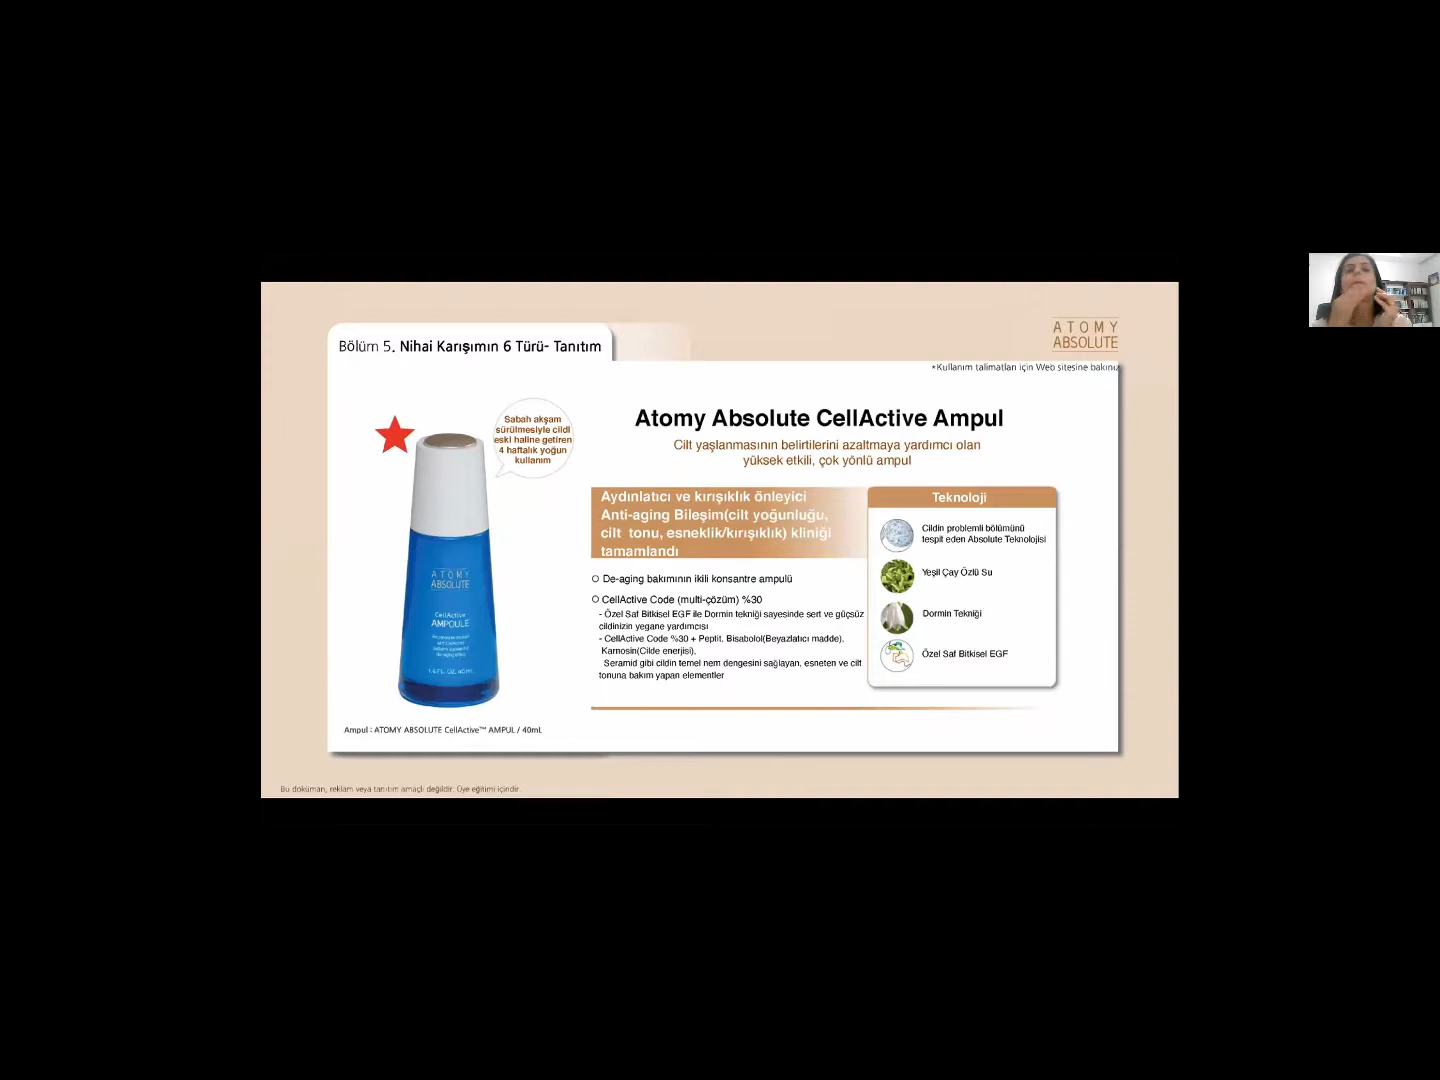 Bölüm 5. Nihai Karışımın 6 Türü- Tanıtım
ATOMY
ABSOLUTE
*Kullanım talimatları için Web sitesine bakınız
Sabah akşam
sürülmesiyle cildi
eski haline getiren
4 haftalık yoğun
kullanım
Atomy Absolute CellActive Ampul
Cilt yaşlanmasının belirtilerini azaltmaya yardımcı olan
yüksek etkili, çok yönlü ampul
Aydınlatıcı ve kırışıklık önleyici
Anti-aging Bileşim(cilt yoğunluğu,
cilt tonu, esneklik/kırışıklık) kliniği
tamamlandı
De-aging bakımının ikili konsantre ampulü
CellActive Code (multi-çözüm) %30
- Özel Saf Bitkisel EGF ile Dormin tekniği sayesinde sert ve güçsüz
cildinizin yegane yardımcısı
- CellActive Code %30 + Peptit, Bisabolol(Beyazlatıcı madde),
Karnosin(Cilde enerjisi),
Seramid gibi cildin temel nem dengesini sağlayan, esneten ve cilt
tonuna bakım yapan elementler
Teknoloji
Cildin problemli bölümünü
tespit eden Absolute Teknolojisi
Yeşil Çay Özlü Su
Dormin Tekniği
Özel Saf Bitkisel EGF
ATOMY
ABSOLUTE
CellActive
AMPOULE
Ampul : ATOMY ABSOLUTE CellActive™ AMPUL / 40mL
Bu doküman, reklam veya tanıtım amaçlı değildir. Üye eğitimi içindir.